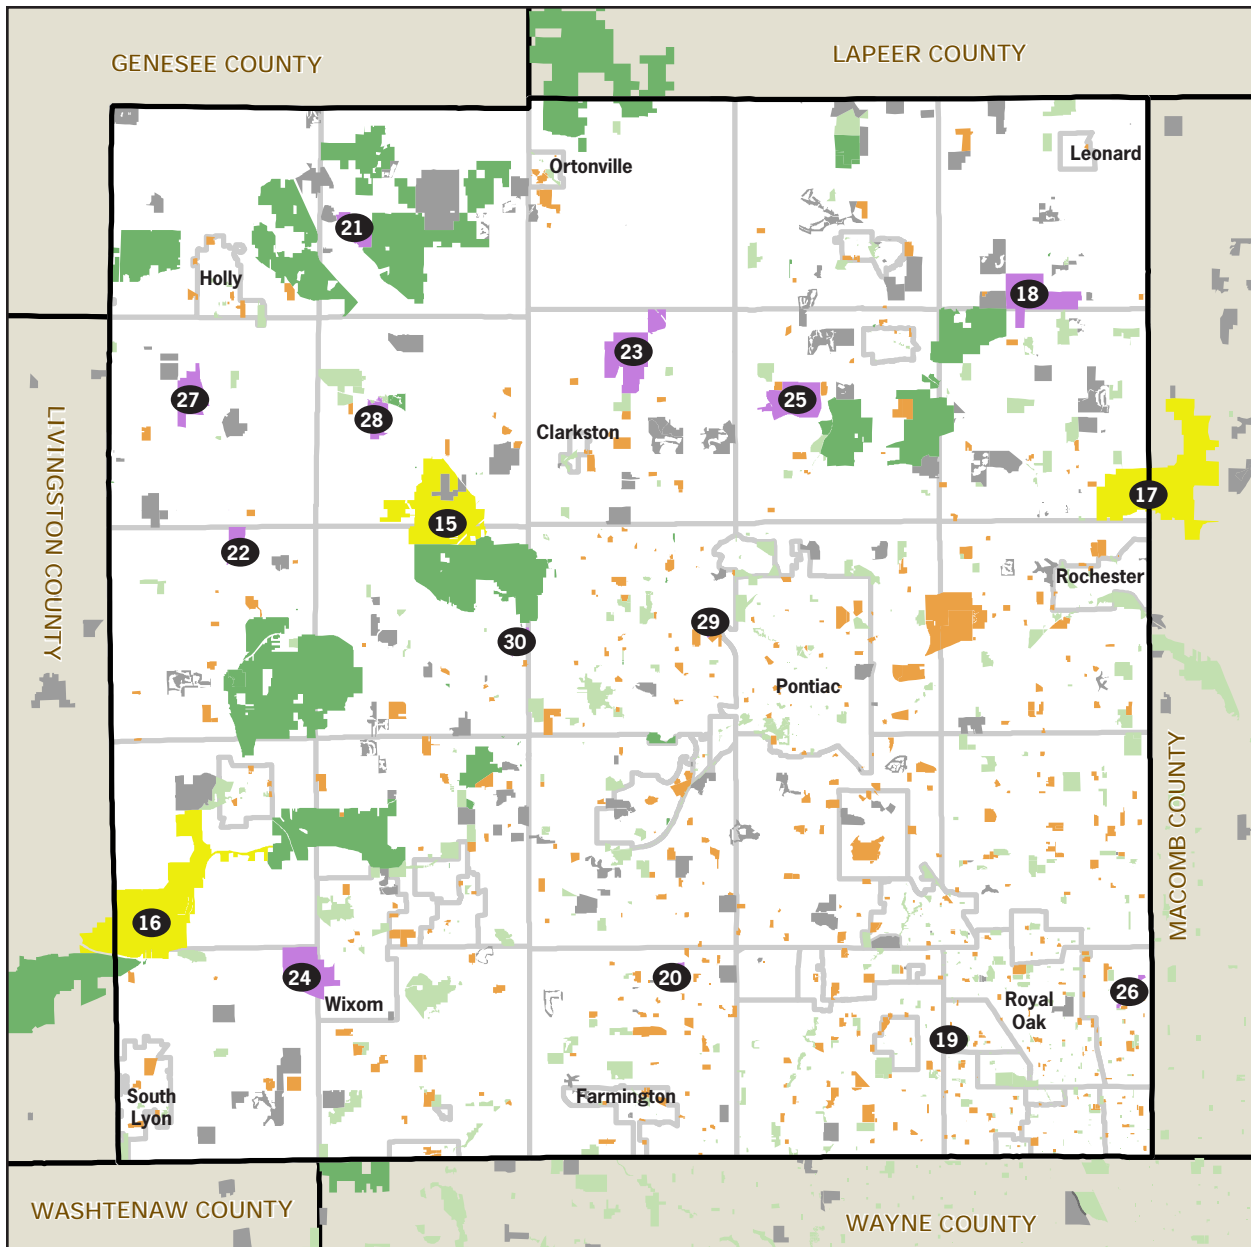 GENESEE COUNTY
LAPEER COUNTY
Ortonville
Leonard
21
Holly
18
23
27
28
25
Clarkston
LIVINGSTON COUNTY
17
15
22
Rochester
29
30
Pontiac
MACOMB COUNTY
16
24
20
26
Wixom
Royal
Oak
19
South
Lyon
Farmington
WASHTENAW COUNTY
WAYNE COUNTY